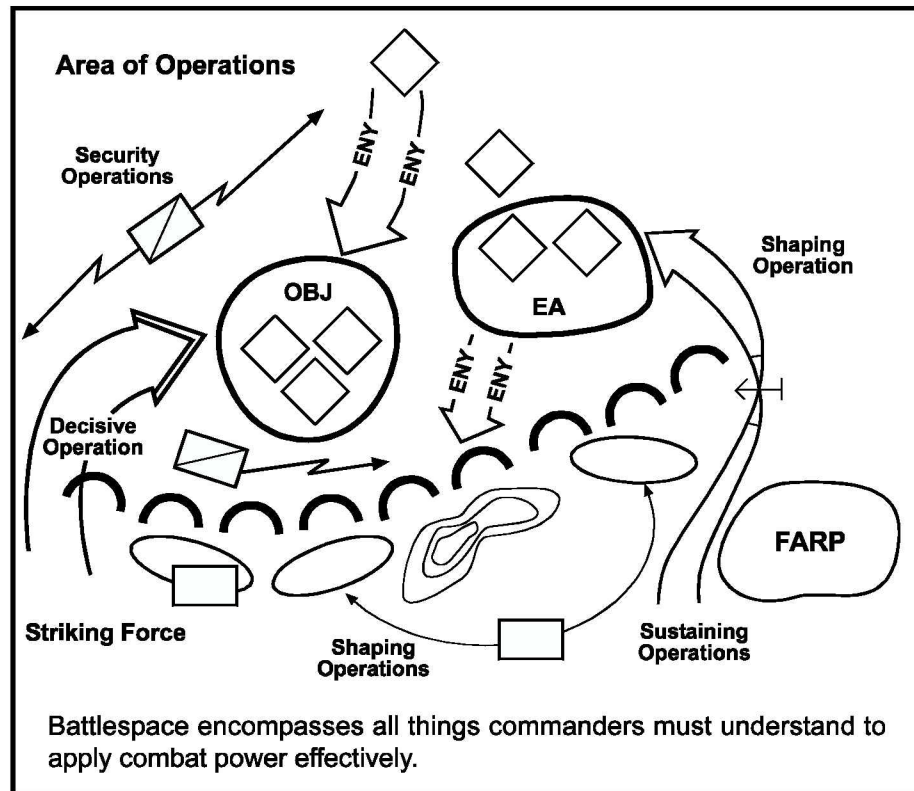 Area of Operations
Security
Operations
ENY
ENY
Shaping
Operation
OBJ
EA
ENY
ENY
Decisive
Operation
FARP
Striking Force
Shaping
Operations
Sustaining
Operations
Battlespace encompasses all things commanders must understand to
apply combat power effectively.